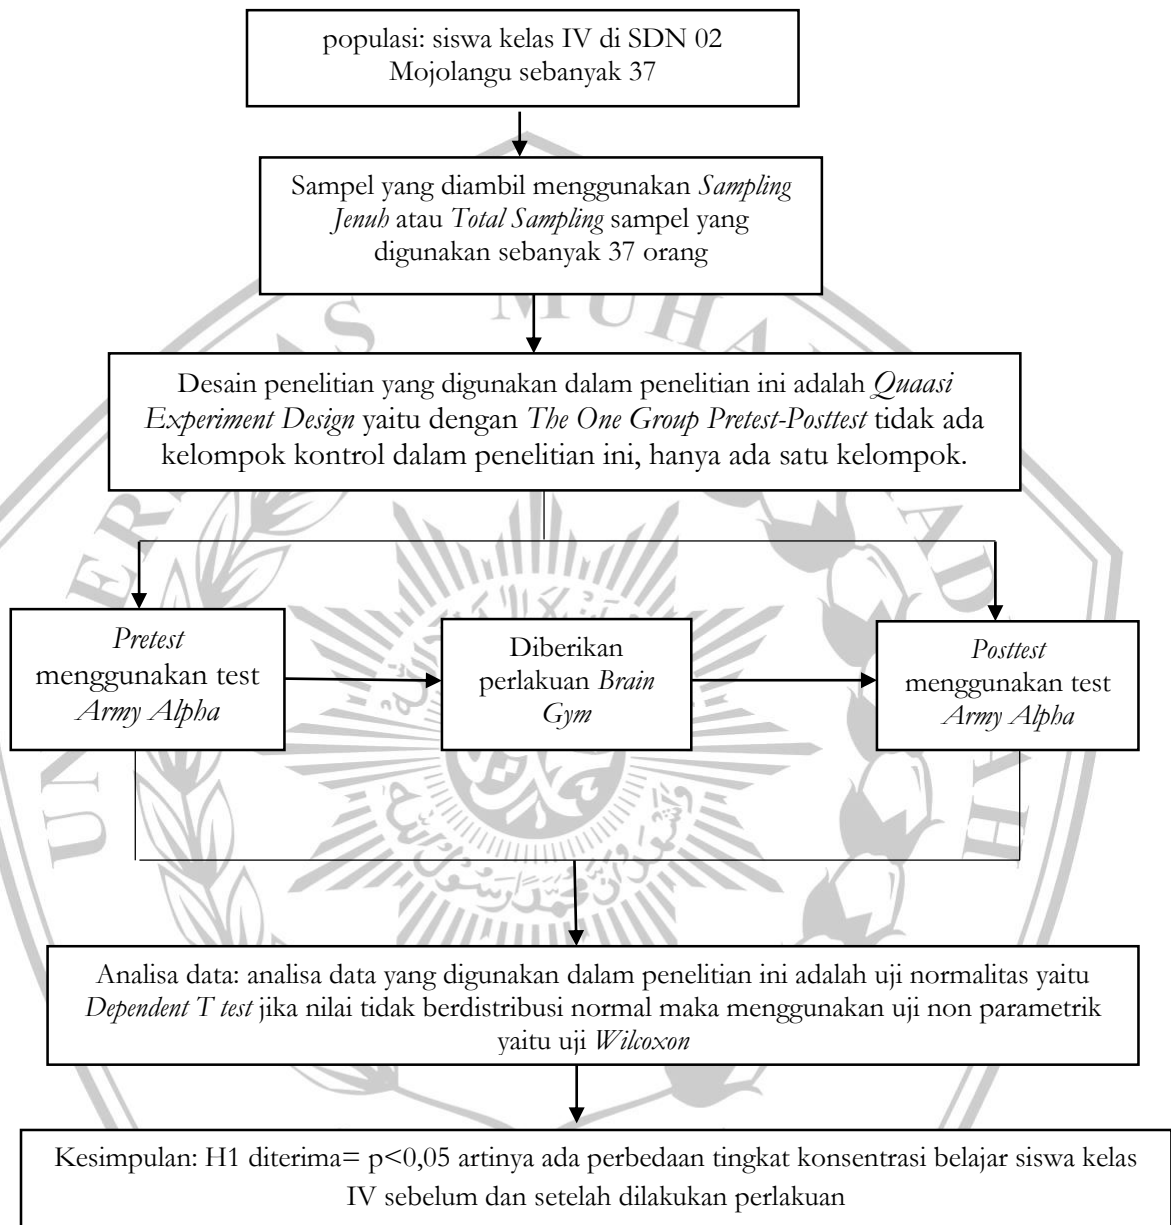 populasi: siswa kelas IV di SDN 02
Mojolangu sebanyak 37
Sampel yang diambil menggunakan Sampling
Jenuh atau Total Sampling sampel yang
digunakan sebanyak 37 orang
Desain penelitian yang digunakan dalam penelitian ini adalah Quaasi
Experiment Design yaitu dengan The One Group Pretest-Posttest tidak ada
kelompok kontrol dalam penelitian ini, hanya ada satu kelompok.
Pretest
menggunakan test
Army Alpha
Diberikan
perlakuan Brain
Gym
Posttest
menggunakan test
Army Alpha
Analisa data: analisa data yang digunakan dalam penelitian ini adalah uji normalitas yaitu
Dependent T test jika nilai tidak berdistribusi normal maka menggunakan uji non parametrik
yaitu uji Wilcoxon
Kesimpulan: H1 diterima= p<0,05 artinya ada perbedaan tingkat konsentrasi belajar siswa kelas
IV sebelum dan setelah dilakukan perlakuan